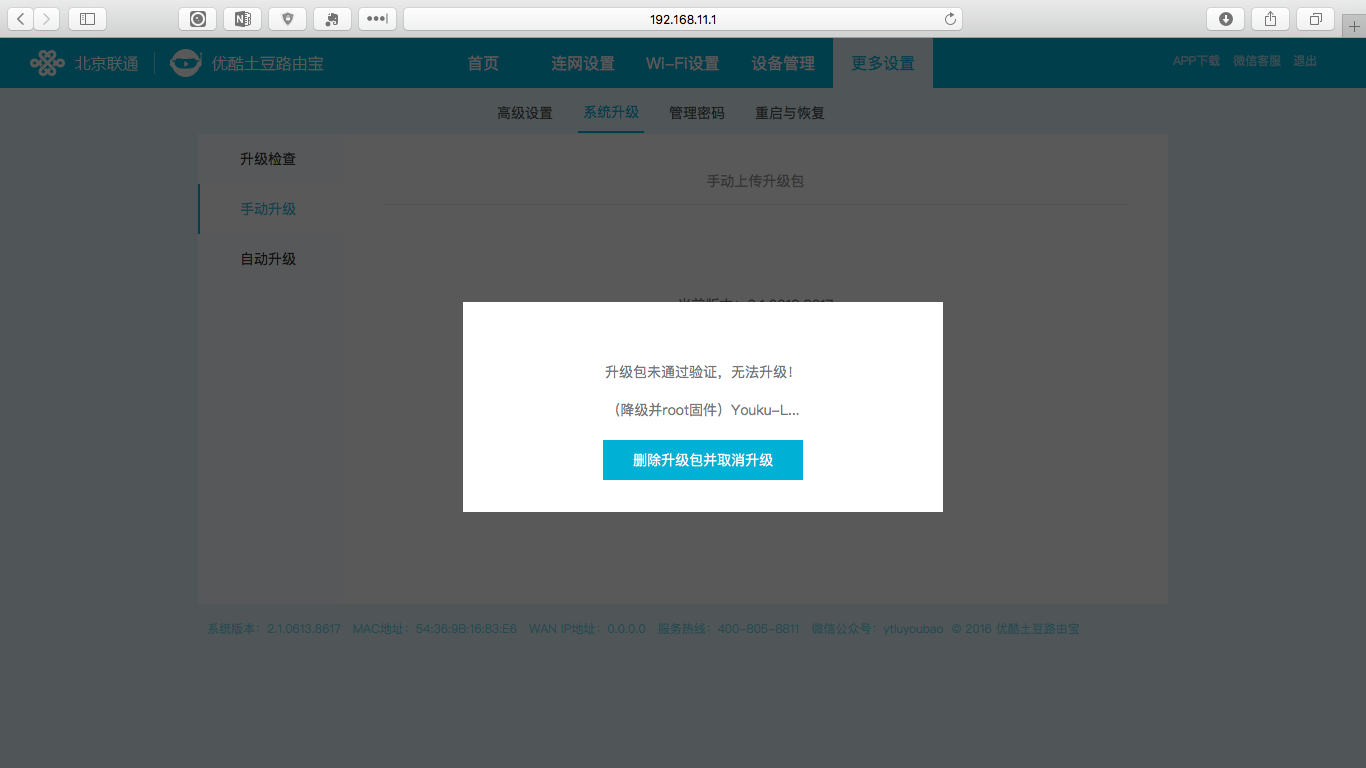 192.168.11.1
北京联通 优酷土豆路由宝 首页 连网设置 Wi-Fi设置 设备管理 更多设置 APP下载 微信客服 退出
高级设置 系统升级 管理密码 重启与恢复
升级检查
手动上传升级包
手动升级
自动升级
升级包未通过验证，无法升级！
（降级并root固件）Youku-L...
删除升级包并取消升级
系统版本：2.1.0613.8617 MAC地址：54:36:9B:16:83:E6 WAN IP地址：0.0.0.0 服务热线：400-805-8811 微信公众号：ytluyoubao © 2016 优酷土豆路由宝